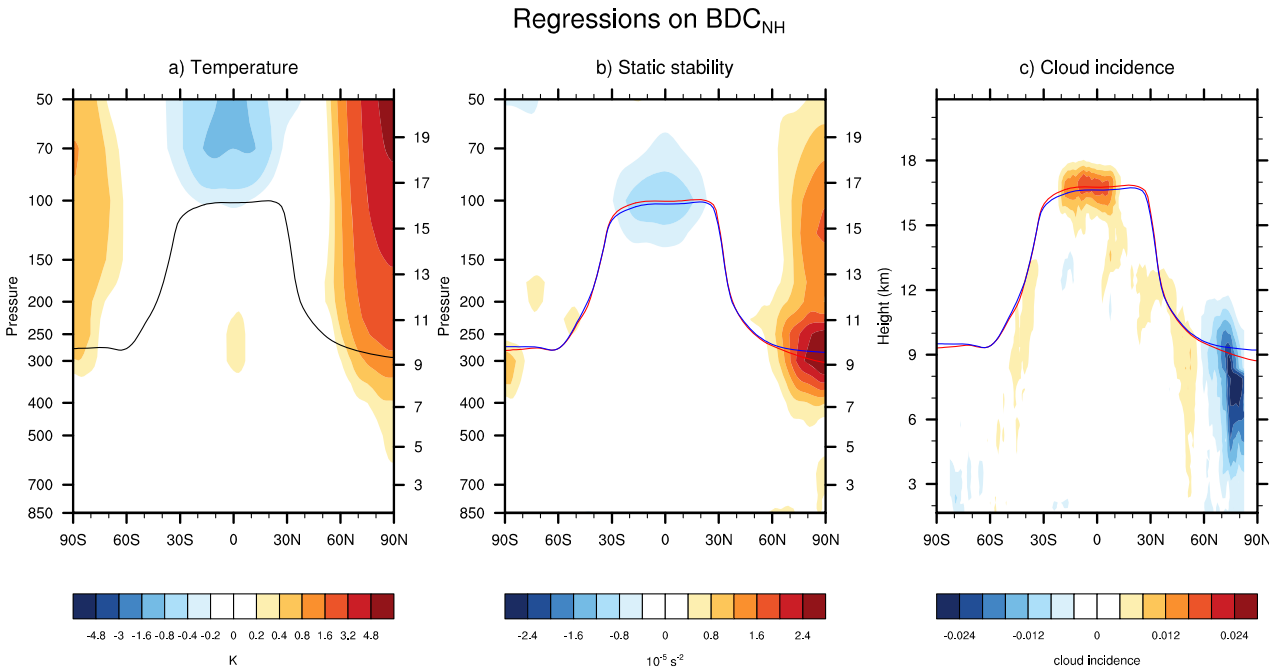 Regressions on BDC_NH
a) Temperature
b) Static stability
c) Cloud incidence
Pressure
50
70
100
150
200
250
300
400
500
700
850
19
17
15
13
11
9
7
5
3
90S 60S 30S 0 30N 60N 90N
Pressure
50
70
100
150
200
250
300
400
500
700
850
19
17
15
13
11
9
7
5
3
90S 60S 30S 0 30N 60N 90N
Height (km)
18
15
12
9
6
3
90S 60S 30S 0 30N 60N 90N
-4.8 -3 -1.6 -0.8 -0.4 -0.2 0 0.2 0.4 0.8 1.6 3.2 4.8
K
-2.4 -1.6 -0.8 0 0.8 1.6 2.4
10⁻⁵ s⁻²
-0.024 -0.012 0 0.012 0.024
cloud incidence